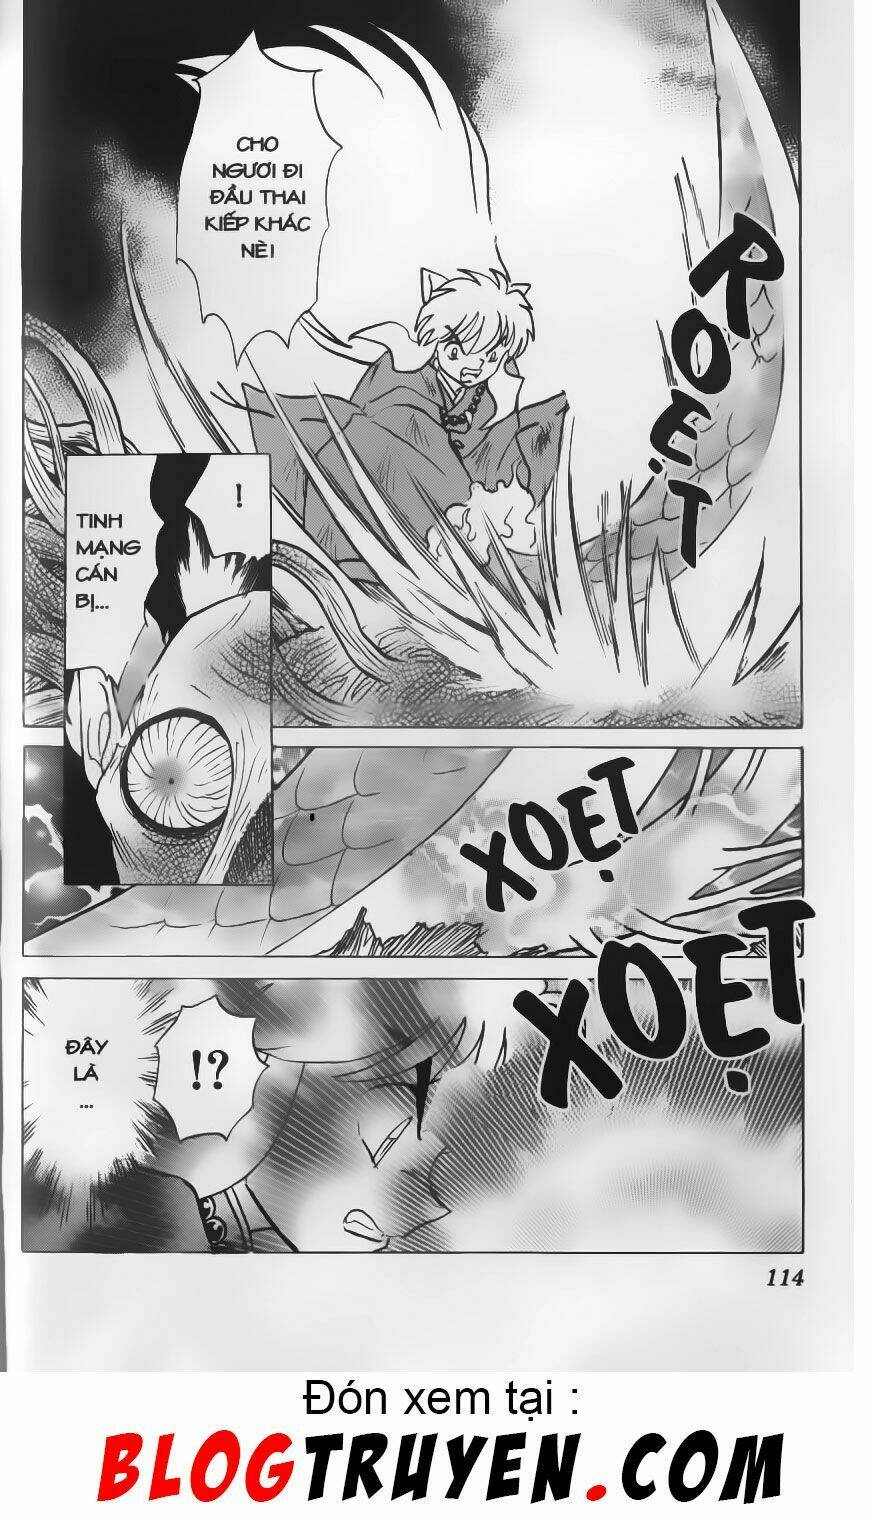 CHO
NGƯƠI ĐI
ĐẦU THAI
KIẾP KHÁC
NÈ!
ROẸT
!
TINH
MẠNG
CÁN
BỊ...
XOẸT
XOẸT
!?
ĐÂY
LÀ
...
114
Đón xem tại :
BLOGTRUYEN.COM